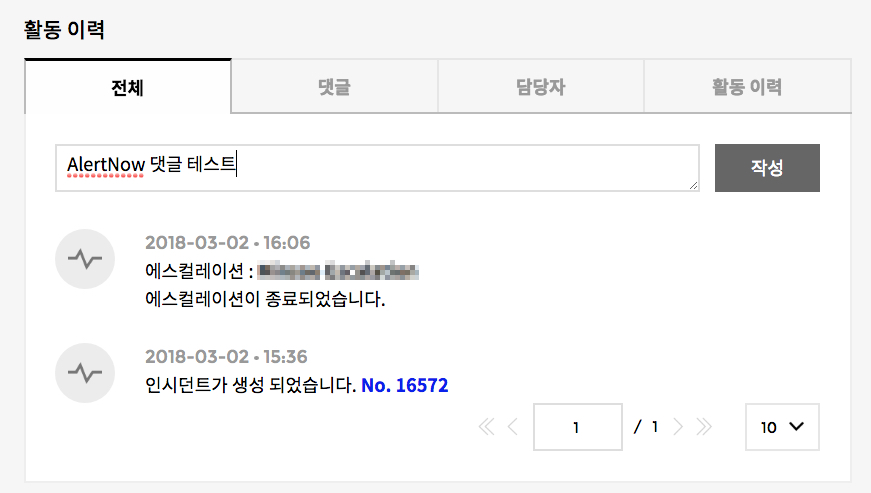 활동 이력
전체 댓글 담당자 활동 이력
AlertNow 댓글 테스트 작성
2018-03-02 • 16:06
에스컬레이션 :
에스컬레이션이 종료되었습니다.
2018-03-02 • 15:36
인시던트가 생성 되었습니다. No. 16572
1 / 1 10